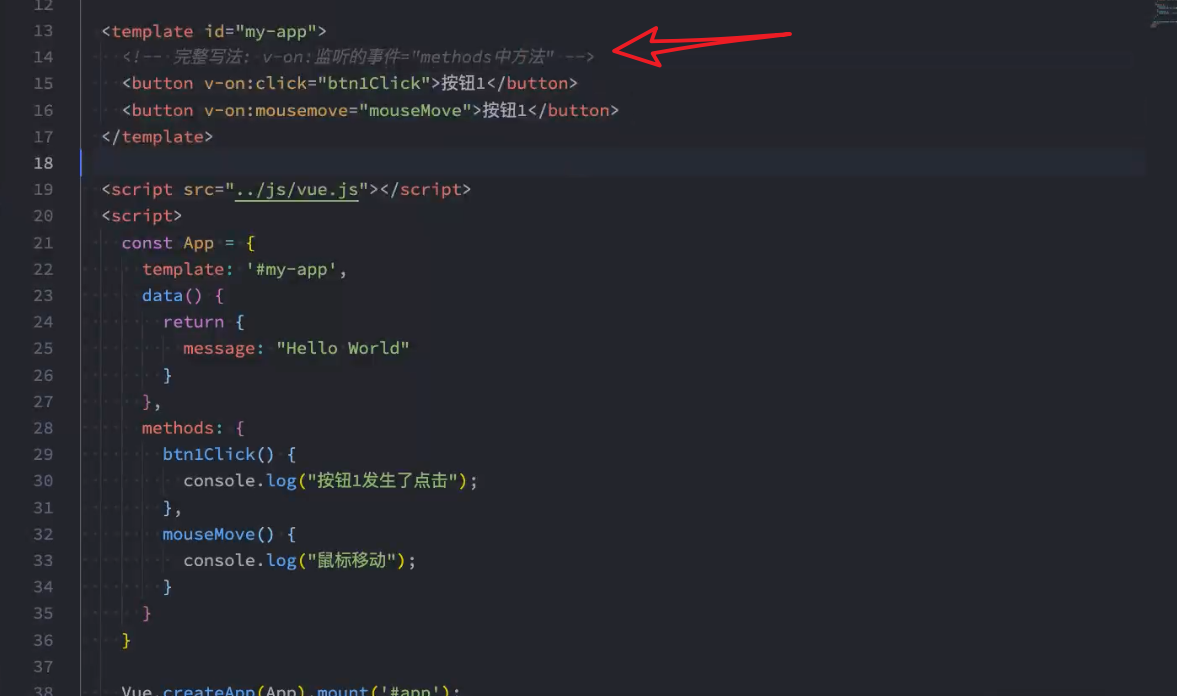 12
13 <template id="my-app">
14 <!-- 完整写法: v-on:监听的事件="methods中方法" -->
15 <button v-on:click="btn1Click">按钮1</button>
16 <button v-on:mousemove="mouseMove">按钮1</button>
17 </template>
18
19 <script src="../js/vue.js"></script>
20 <script>
21 const App = {
22 template: '#my-app',
23 data() {
24 return {
25 message: "Hello World"
26 }
27 },
28 methods: {
29 btn1Click() {
30 console.log("按钮1发生了点击");
31 },
32 mouseMove() {
33 console.log("鼠标移动");
34 }
35 }
36 }
37
38 Vue.createApp(App).mount('#app');